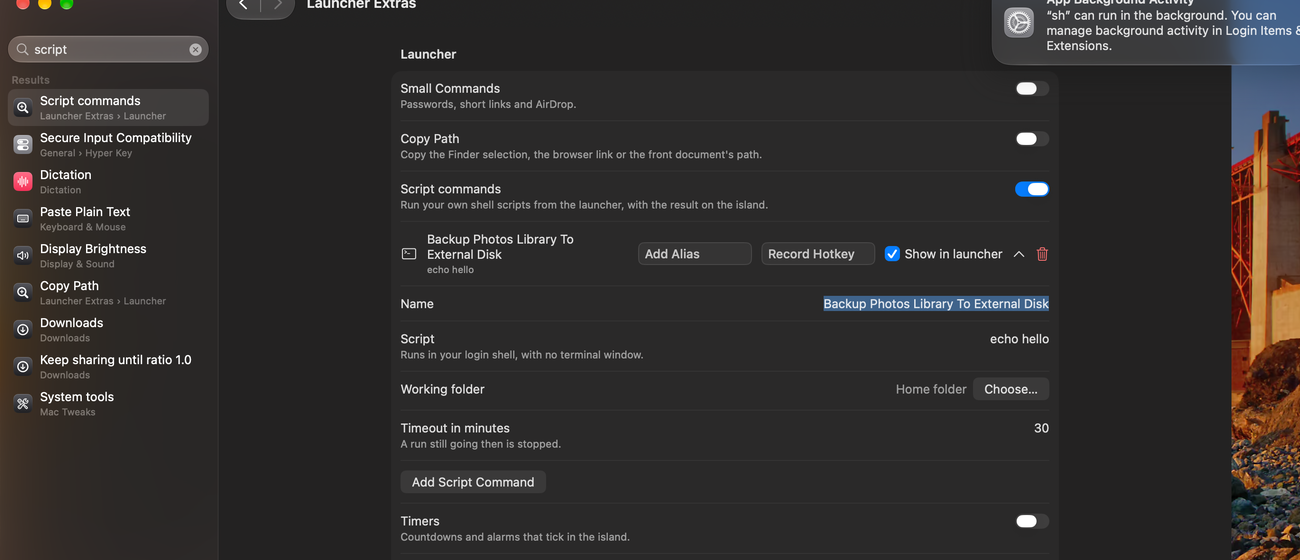 Launcher Extras
App Background Activity
“sh” can run in the background. You can
manage background activity in Login Items &
Extensions.
script
Results
Script commands
Launcher Extras › Launcher
Secure Input Compatibility
General › Hyper Key
Dictation
Dictation
Paste Plain Text
Keyboard & Mouse
Display Brightness
Display & Sound
Copy Path
Launcher Extras › Launcher
Downloads
Downloads
Keep sharing until ratio 1.0
Downloads
System tools
Mac Tweaks
Launcher
Small Commands
Passwords, short links and AirDrop.
Copy Path
Copy the Finder selection, the browser link or the front document's path.
Script commands
Run your own shell scripts from the launcher, with the result on the island.
Backup Photos Library To
External Disk
echo hello
Add Alias
Record Hotkey
Show in launcher
Name
Backup Photos Library To External Disk
Script
echo hello
Runs in your login shell, with no terminal window.
Working folder
Home folder
Choose...
Timeout in minutes
30
A run still going then is stopped.
Add Script Command
Timers
Countdowns and alarms that tick in the island.